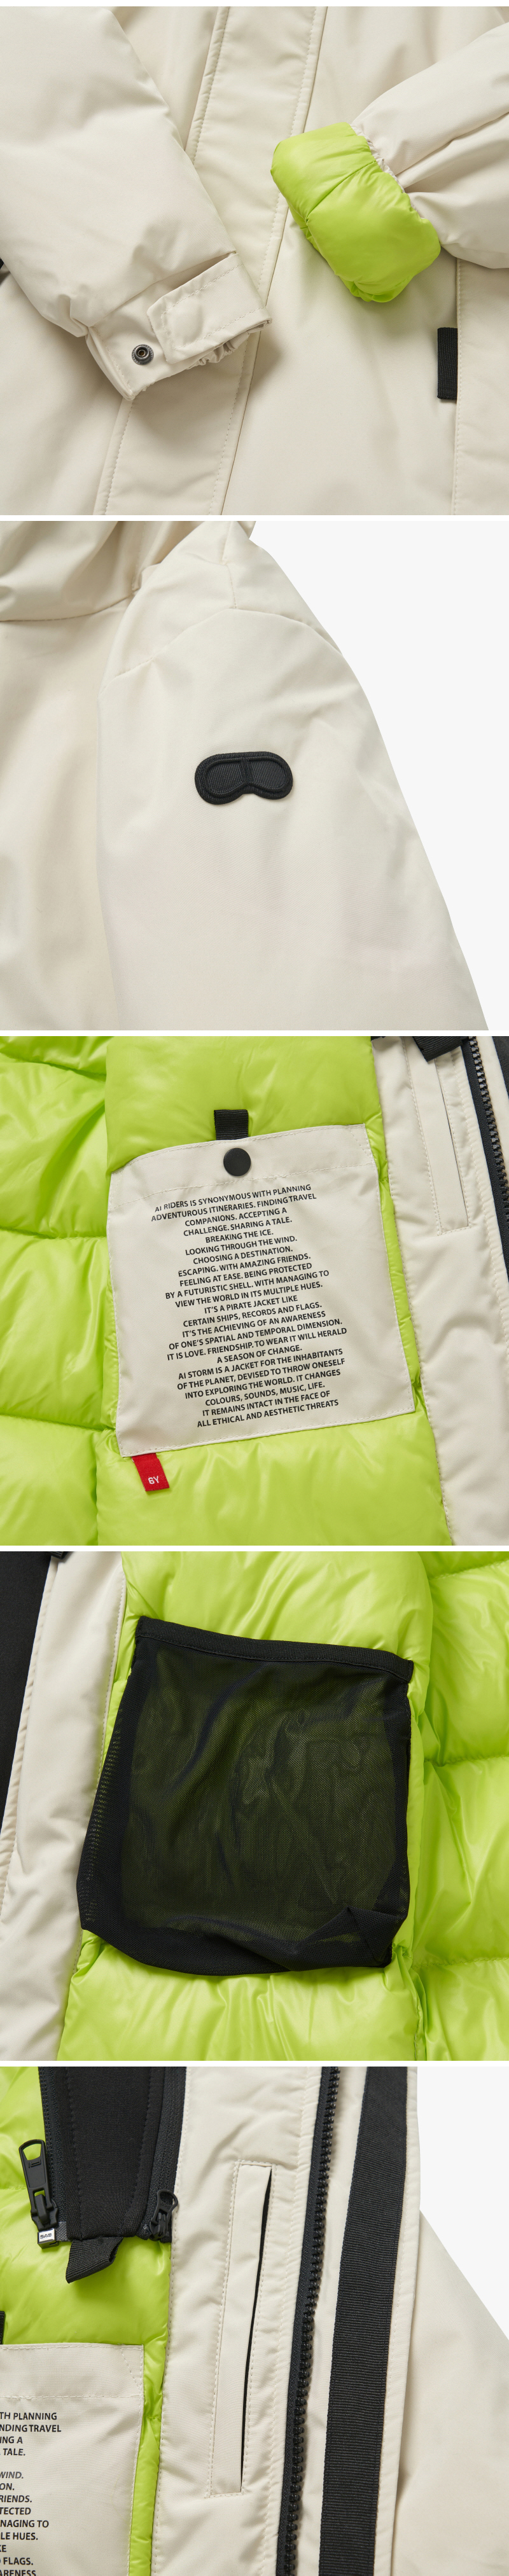 AI RIDERS IS SYNONYMOUS WITH PLANNING
ADVENTUROUS ITINERARIES. FINDING TRAVEL
COMPANIONS. ACCEPTING A
CHALLENGE. SHARING A TALE.
BREAKING THE ICE.
LOOKING THROUGH THE WIND.
CHOOSING A DESTINATION.
ESCAPING. WITH AMAZING FRIENDS.
FEELING AT EASE. BEING PROTECTED
BY A FUTURISTIC SHELL. WITH MANAGING TO
VIEW THE WORLD IN ITS MULTIPLE HUES.
IT'S A PIRATE JACKET LIKE
CERTAIN SHIPS, RECORDS AND FLAGS.
IT'S THE ACHIEVING OF AN AWARENESS
OF ONE'S SPATIAL AND TEMPORAL DIMENSION.
IT IS LOVE. FRIENDSHIP, TO WEAR IT WILL HERALD
A SEASON OF CHANGE.
AI STORM IS A JACKET FOR THE INHABITANTS
OF THE PLANET, DEVISED TO THROW ONESELF
INTO EXPLORING THE WORLD. IT CHANGES
COLOURS, SOUNDS, MUSIC, LIFE.
IT REMAINS INTACT IN THE FACE OF
ALL ETHICAL AND AESTHETIC THREATS
6Y
TH PLANNING
NDING TRAVEL
ING A
TALE.
WIND.
ON.
RIENDS.
TECTED
NAGING TO
LE HUES.
KE
FLAGS.
ARENESS